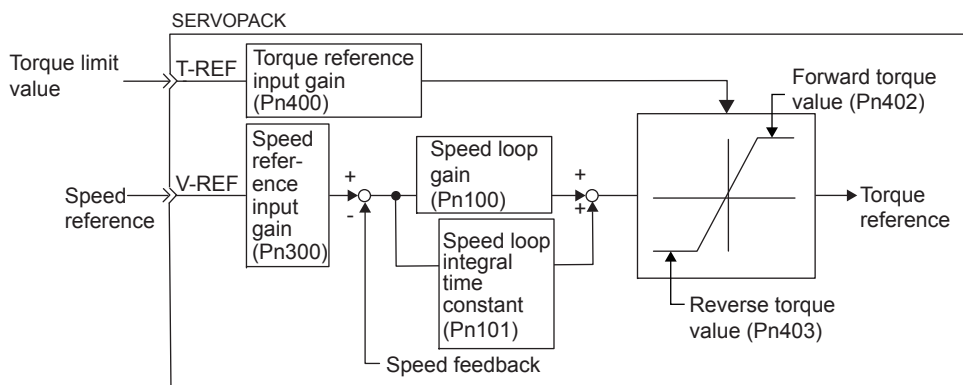 SERVOPACK
Torque limit
value
T-REF
Torque reference
input gain
(Pn400)
Forward torque
value (Pn402)
Speed
reference
V-REF
Speed
refer-
ence
input
gain
(Pn300)
+
-
Speed loop
gain
(Pn100)
+
+
Speed loop
integral
time
constant
(Pn101)
Torque
reference
Reverse torque
value (Pn403)
Speed feedback